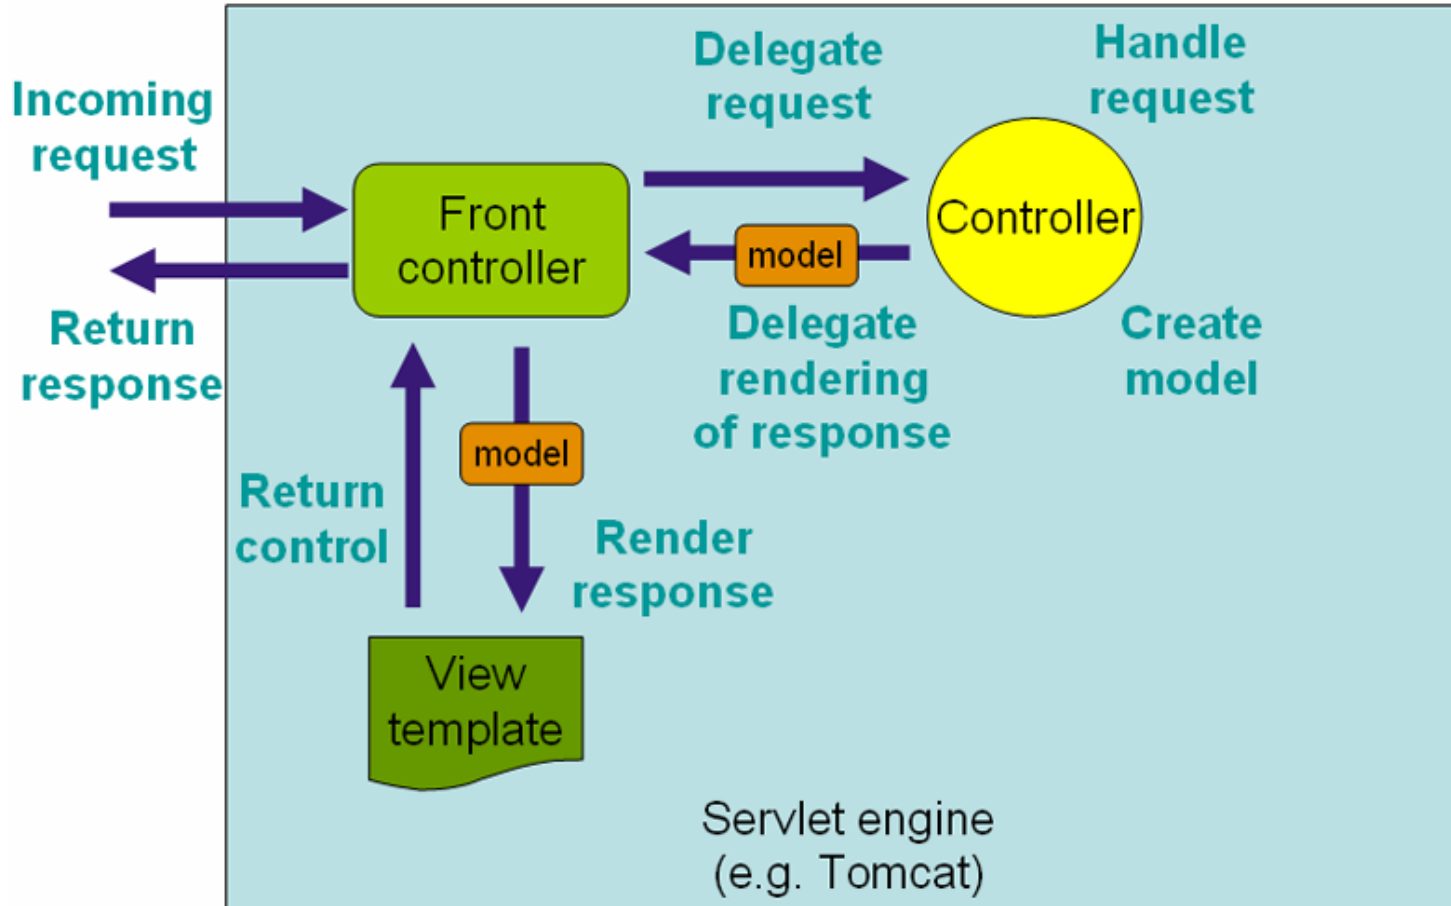 Incoming
request
Delegate
request
Handle
request
Front
controller
Controller
model
Return
response
Delegate
rendering
of response
Create
model
model
Return
control
Render
response
View
template
Servlet engine
(e.g. Tomcat)